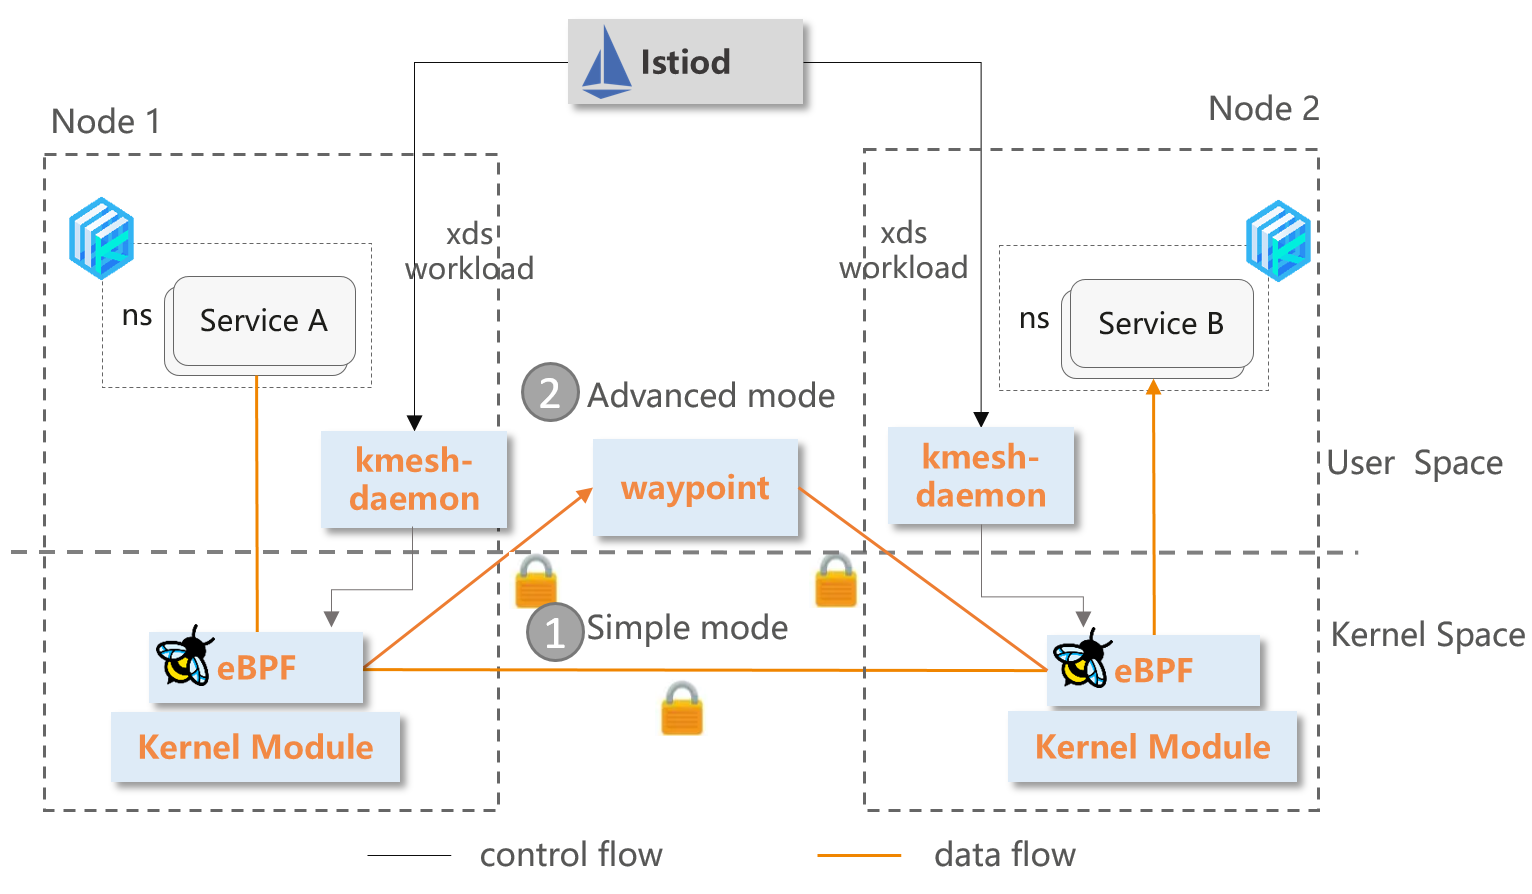 Istiod
Node 1
Node 2
xds
workload
xds
workload
ns
Service A
ns
Service B
2
Advanced mode
kmesh-
daemon
waypoint
kmesh-
daemon
User Space
1
Simple mode
Kernel Space
eBPF
eBPF
Kernel Module
Kernel Module
control flow
data flow